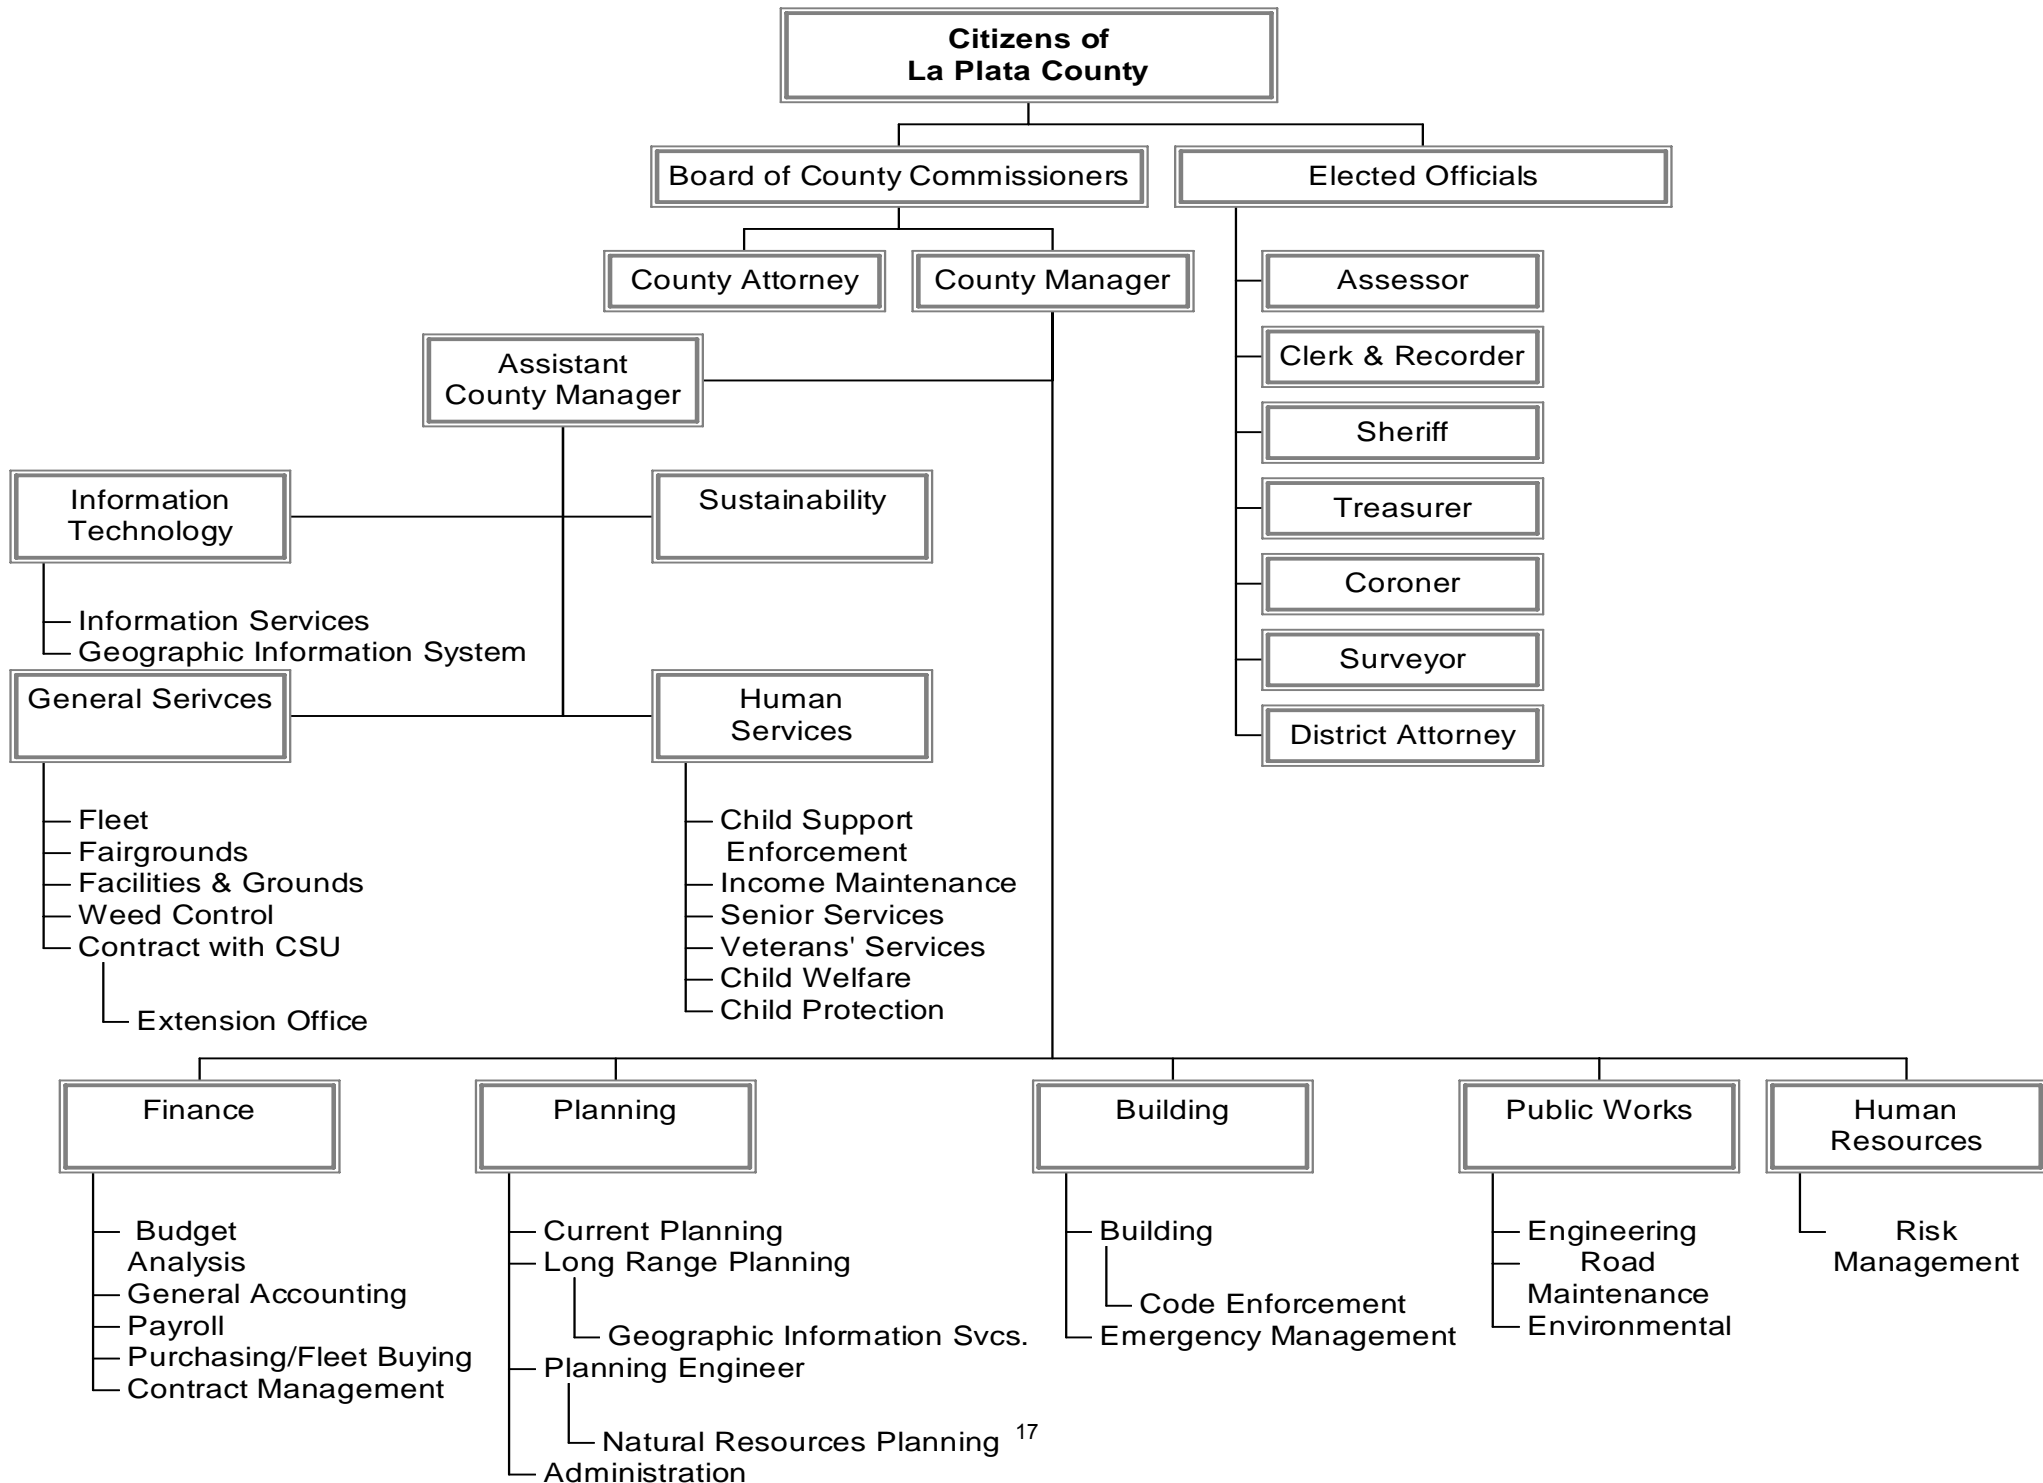 Citizens of
La Plata County
Board of County Commissioners
Elected Officials
County Attorney
County Manager
Assessor
Clerk & Recorder
Sheriff
Treasurer
Coroner
Surveyor
District Attorney
Assistant
County Manager
Information
Technology
Sustainability
Information Services
Geographic Information System
General Serivces
Human
Services
Fleet
Fairgrounds
Facilities & Grounds
Weed Control
Contract with CSU
Extension Office
Child Support
Enforcement
Income Maintenance
Senior Services
Veterans' Services
Child Welfare
Child Protection
Finance
Budget
Analysis
General Accounting
Payroll
Purchasing/Fleet Buying
Contract Management
Planning
Current Planning
Long Range Planning
Geographic Information Svcs.
Planning Engineer
Natural Resources Planning
Administration
Building
Building
Code Enforcement
Emergency Management
Public Works
Engineering
Road
Maintenance
Environmental
Human
Resources
Risk
Management
17